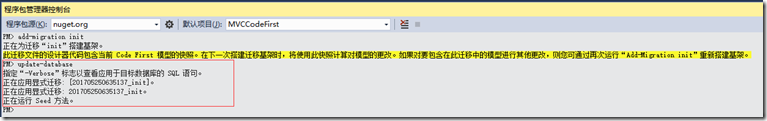 程序包管理器控制台
程序包源(K): nuget.org 默认项目(J): MVCCodeFirst
PM> add-migration init
正在为迁移“init”搭建基架。
此迁移文件的设计器代码包含当前 Code First 模型的快照。在下一次搭建迁移基架时，将使用此快照计算对模型的更改。如果对要包含在此迁移中的模型进行其他更改，则您可通过再次运行“Add-Migration init”重新搭建基架。
PM> update-database
指定“-Verbose”标志以查看应用于目标数据库的 SQL 语句。
正在应用显式迁移: [201705250635137_init]。
正在应用显式迁移: 201705250635137_init。
正在运行 Seed 方法。
PM>